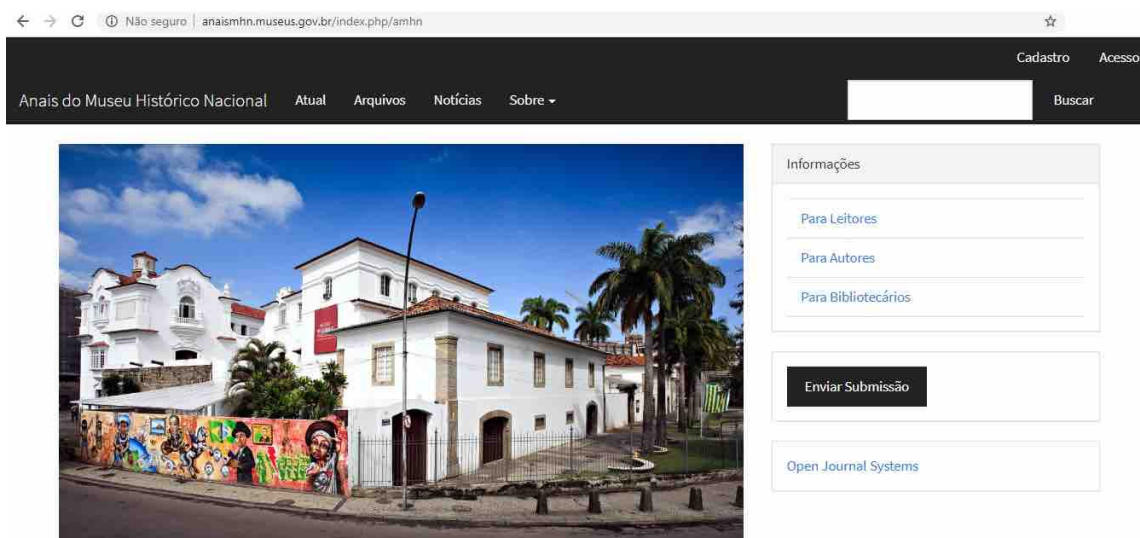 Não seguro | anaismhn.museus.gov.br/index.php/amhn
Cadastro Acesso
Anais do Museu Histórico Nacional Atual Arquivos Notícias Sobre Buscar
Informações
Para Leitores
Para Autores
Para Bibliotecários
Enviar Submissão
Open Journal Systems